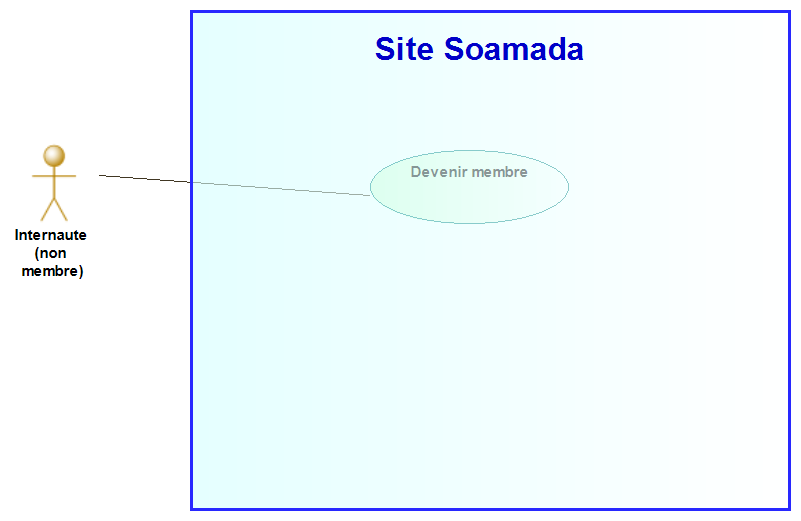 Site Soamada
Devenir membre
Internaute
(non
membre)